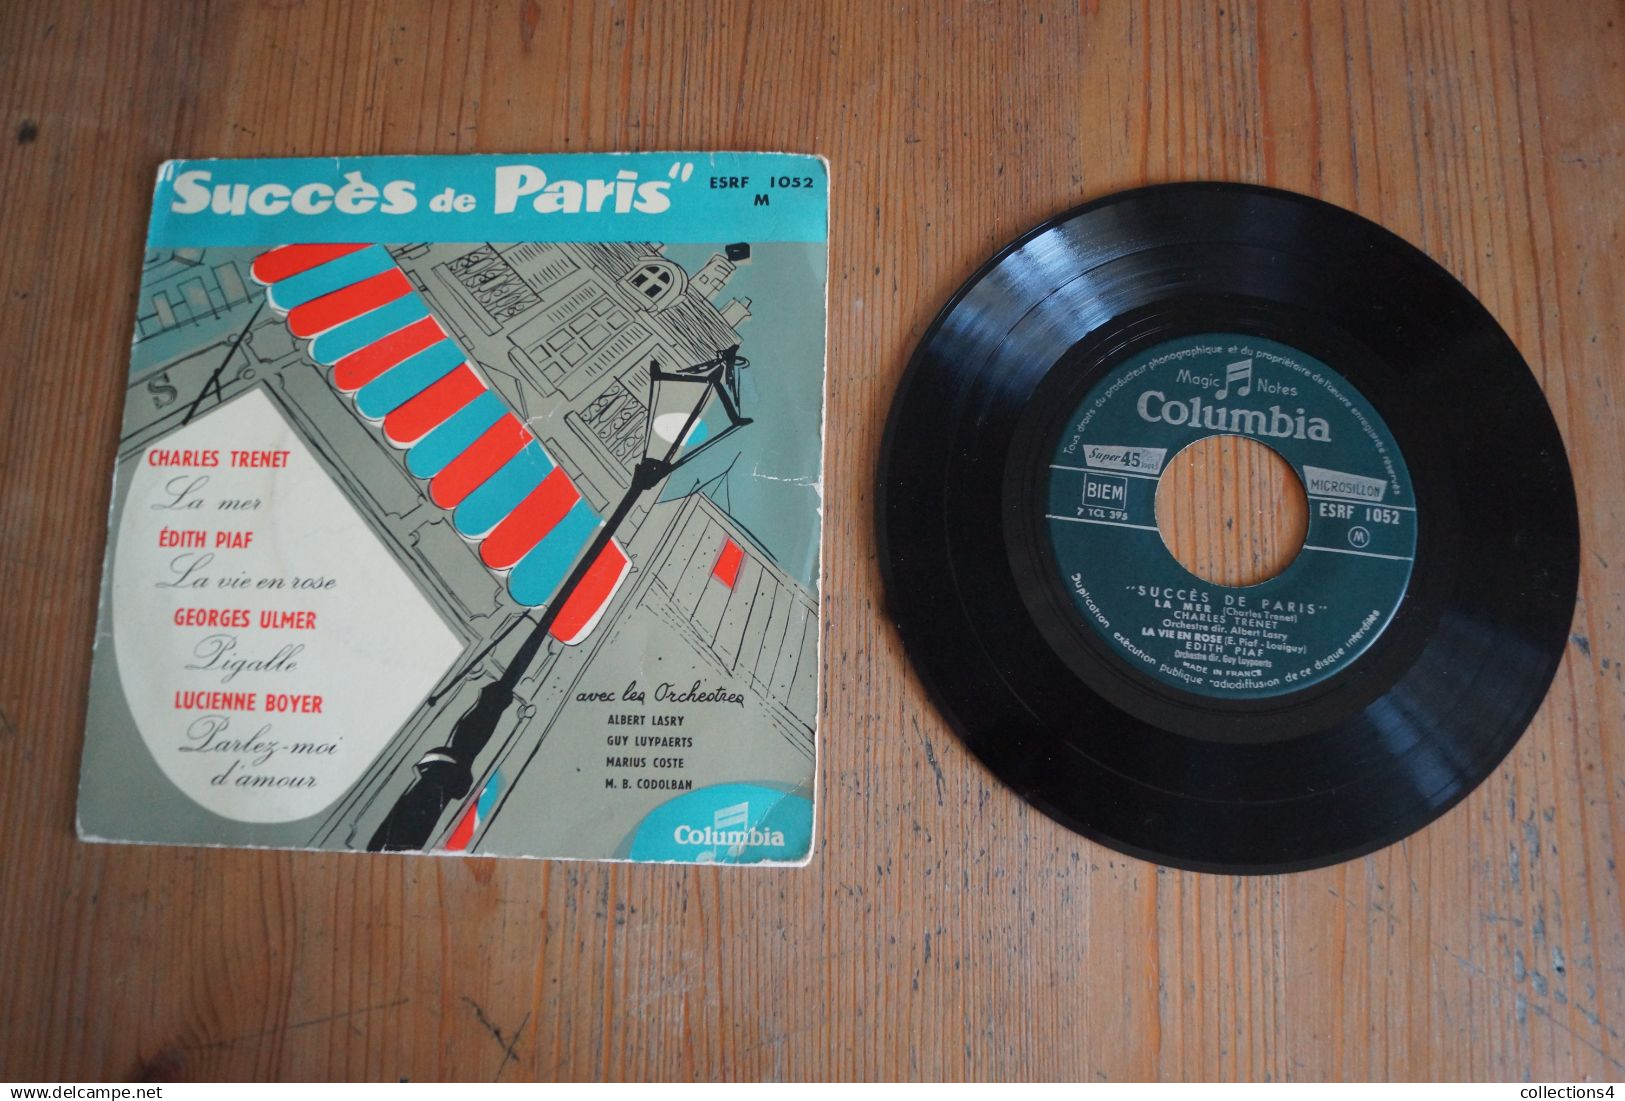 "Succès de Paris"
ESRF 1052
M
S
CHARLES TRENET
La mer
ÉDITH PIAF
La vie en rose
GEORGES ULMER
Pigalle
LUCIENNE BOYER
Parlez-moi
d'amour
avec les Orchestres
ALBERT LASRY
GUY LUYPAERTS
MARIUS COSTE
M. B. CODOLBAN
Columbia
Tous droits du producteur phonographique et du propriétaire de l'œuvre enregistrée réservés
Magic Notes
Columbia
Super 45 tours
MICROSILLON
BIEM
7 TCL 395
ESRF 1052
M
"SUCCÈS DE PARIS"
LA MER (Charles Trenet)
CHARLES TRENET
Orchestre dir. Albert Lasry
LA VIE EN ROSE (E. Piaf - Louiguy)
EDITH PIAF
Orchestre dir. Guy Luypaerts
MADE IN FRANCE
Duplication exécution publique radiodiffusion de ce disque interdites
delcampe.net
collections4